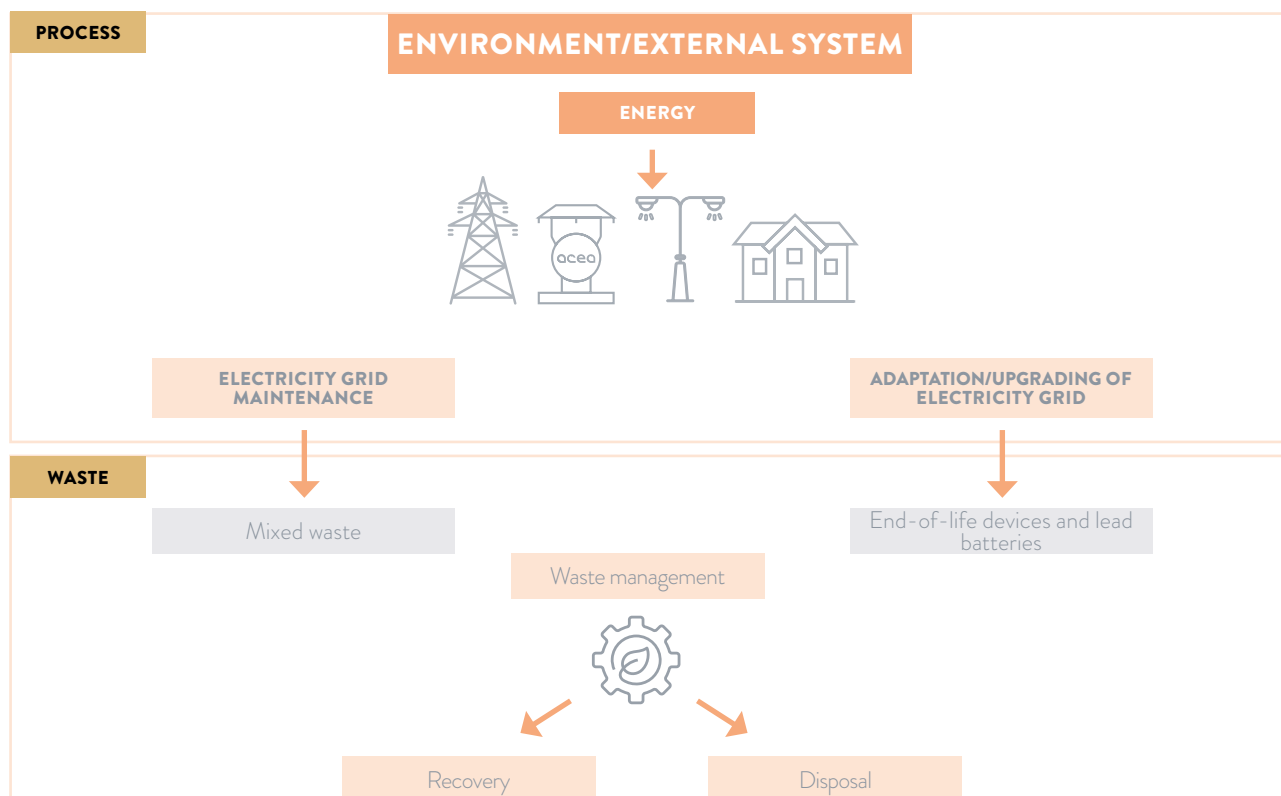 PROCESS
ENVIRONMENT/EXTERNAL SYSTEM
ENERGY
acea
ELECTRICITY GRID
MAINTENANCE
ADAPTATION/UPGRADING OF
ELECTRICITY GRID
WASTE
Mixed waste
End-of-life devices and lead
batteries
Waste management
Recovery
Disposal